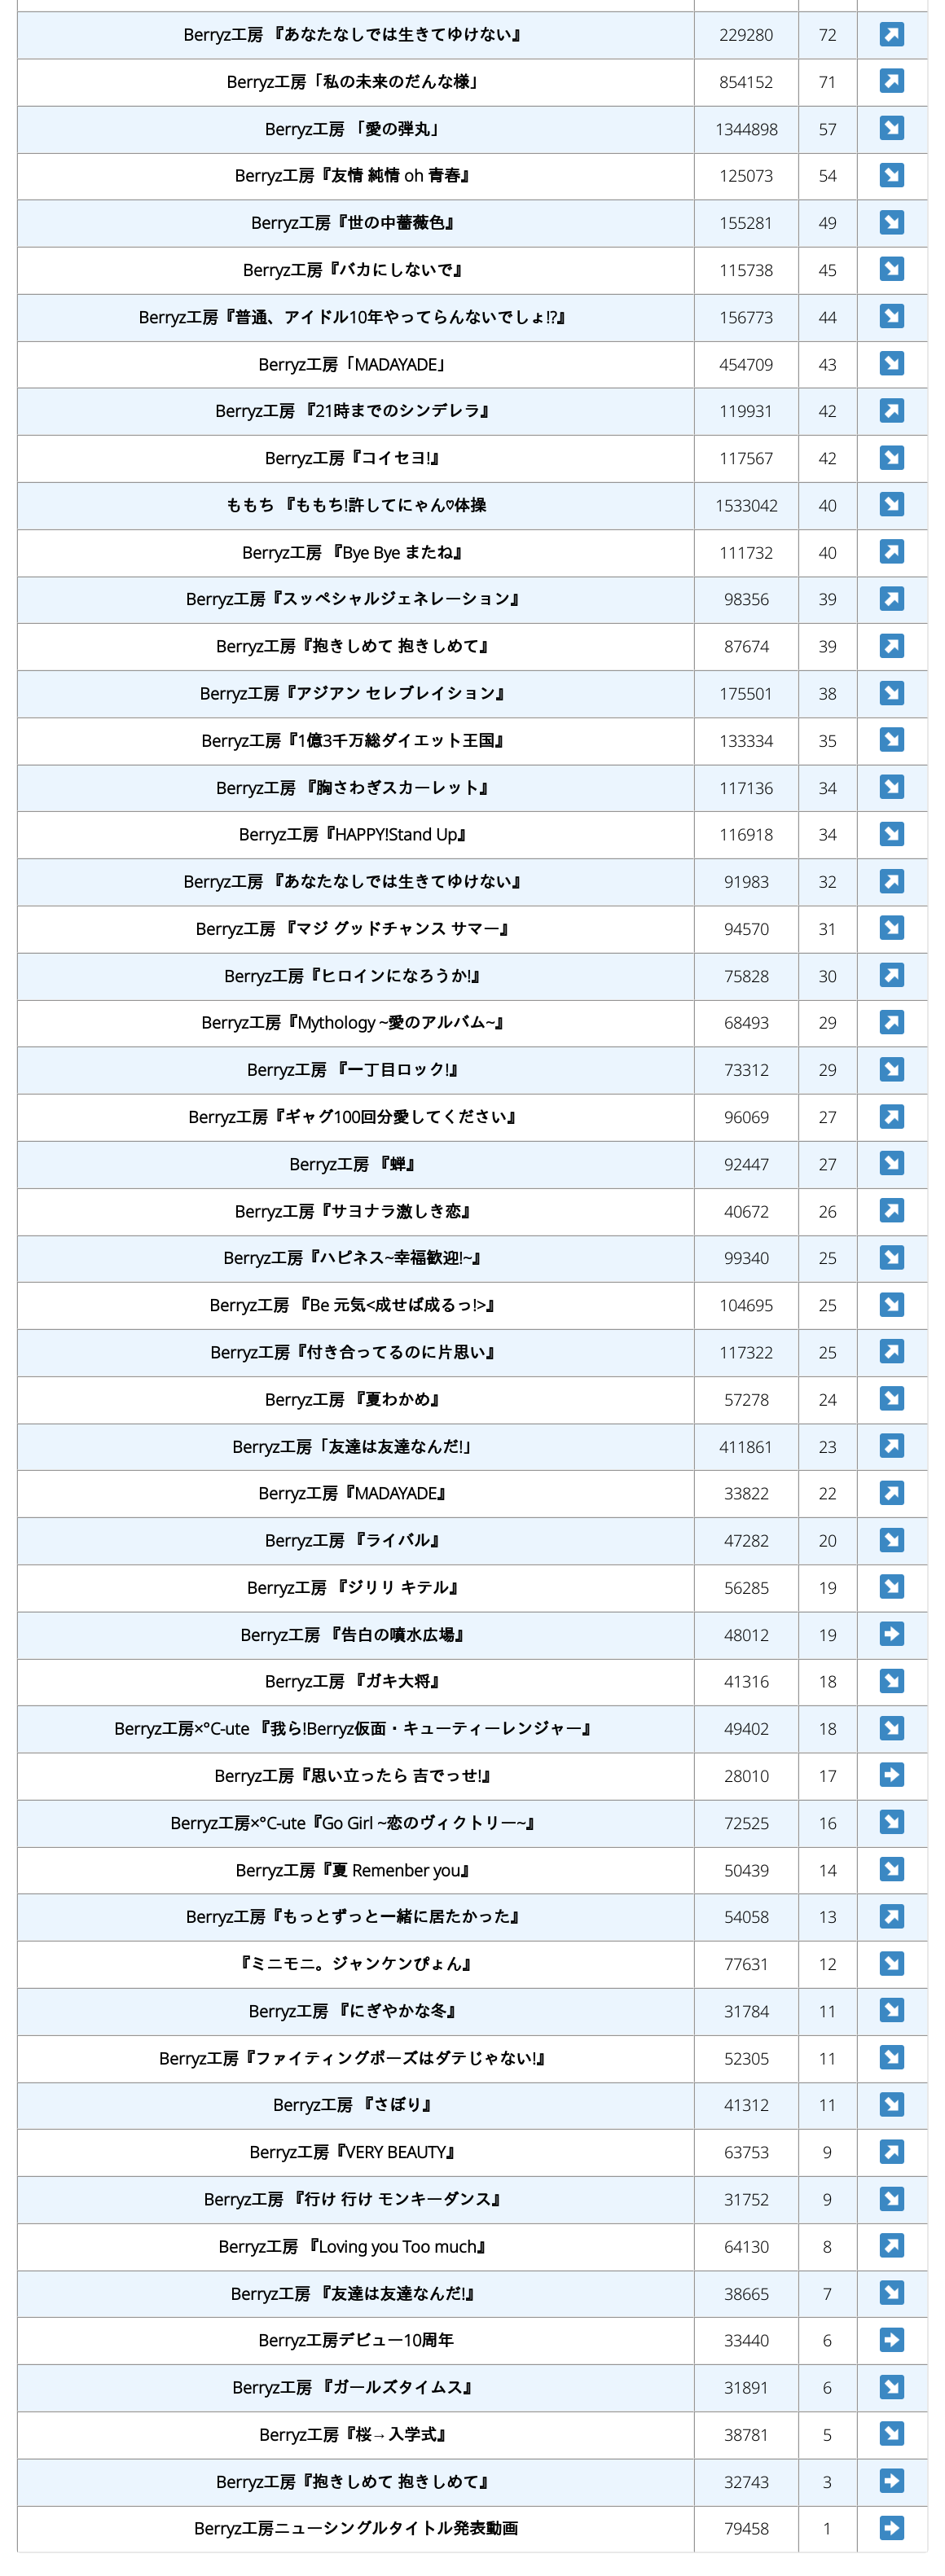 Berryz工房 『あなたなしでは生きてゆけない』 229280 72
Berryz工房「私の未来のだんな様」 854152 71
Berryz工房 「愛の弾丸」 1344898 57
Berryz工房『友情 純情 oh 青春』 125073 54
Berryz工房『世の中薔薇色』 155281 49
Berryz工房『バカにしないで』 115738 45
Berryz工房『普通、アイドル10年やってらんないでしょ!?』 156773 44
Berryz工房「MADAYADE」 454709 43
Berryz工房 『21時までのシンデレラ』 119931 42
Berryz工房『コイセヨ!』 117567 42
ももち 『ももち!許してにゃん♡体操 1533042 40
Berryz工房 『Bye Bye またね』 111732 40
Berryz工房『スッペシャルジェネレーション』 98356 39
Berryz工房『抱きしめて 抱きしめて』 87674 39
Berryz工房『アジアン セレブレイション』 175501 38
Berryz工房『1億3千万総ダイエット王国』 133334 35
Berryz工房 『胸さわぎスカーレット』 117136 34
Berryz工房『HAPPY!Stand Up』 116918 34
Berryz工房 『あなたなしでは生きてゆけない』 91983 32
Berryz工房 『マジ グッドチャンス サマー』 94570 31
Berryz工房『ヒロインになろうか!』 75828 30
Berryz工房『Mythology ~愛のアルバム~』 68493 29
Berryz工房 『一丁目ロック!』 73312 29
Berryz工房『ギャグ100回分愛してください』 96069 27
Berryz工房 『蝉』 92447 27
Berryz工房『サヨナラ激しき恋』 40672 26
Berryz工房『ハピネス~幸福歓迎!~』 99340 25
Berryz工房 『Be 元気<成せば成るっ!>』 104695 25
Berryz工房『付き合ってるのに片思い』 117322 25
Berryz工房 『夏わかめ』 57278 24
Berryz工房「友達は友達なんだ!」 411861 23
Berryz工房『MADAYADE』 33822 22
Berryz工房 『ライバル』 47282 20
Berryz工房 『ジリリ キテル』 56285 19
Berryz工房 『告白の噴水広場』 48012 19
Berryz工房 『ガキ大将』 41316 18
Berryz工房×°C-ute 『我ら!Berryz仮面・キューティーレンジャー』 49402 18
Berryz工房『思い立ったら 吉でっせ!』 28010 17
Berryz工房×°C-ute『Go Girl ~恋のヴィクトリー~』 72525 16
Berryz工房『夏 Remenber you』 50439 14
Berryz工房『もっとずっと一緒に居たかった』 54058 13
『ミニモニ。ジャンケンぴょん』 77631 12
Berryz工房 『にぎやかな冬』 31784 11
Berryz工房『ファイティングポーズはダテじゃない!』 52305 11
Berryz工房 『さぼり』 41312 11
Berryz工房『VERY BEAUTY』 63753 9
Berryz工房 『行け 行け モンキーダンス』 31752 9
Berryz工房 『Loving you Too much』 64130 8
Berryz工房 『友達は友達なんだ!』 38665 7
Berryz工房デビュー10周年 33440 6
Berryz工房 『ガールズタイムス』 31891 6
Berryz工房『桜→入学式』 38781 5
Berryz工房『抱きしめて 抱きしめて』 32743 3
Berryz工房ニューシングルタイトル発表動画 79458 1